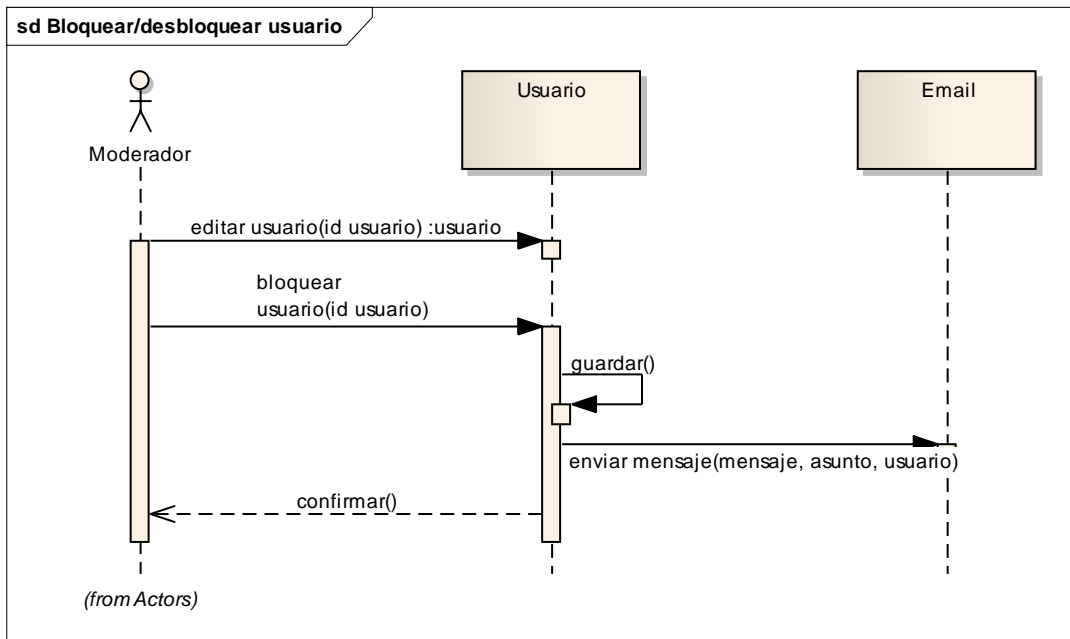 sd Bloquear/desbloquear usuario
Moderador
Usuario
Email
editar usuario(id usuario) :usuario
bloquear
usuario(id usuario)
guardar()
enviar mensaje(mensaje, asunto, usuario)
confirmar()
(from Actors)